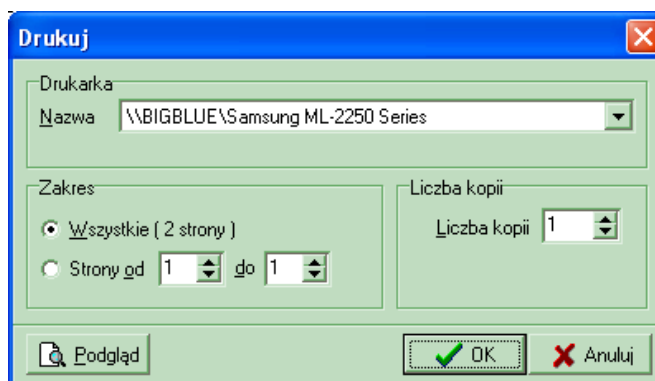 Drukuj
Drukarka
Nazwa \\BIGBLUE\Samsung ML-2250 Series
Zakres
Wszystkie ( 2 strony )
Strony od 1 do 1
Liczba kopii
Liczba kopii 1
Podgląd
OK
Anuluj